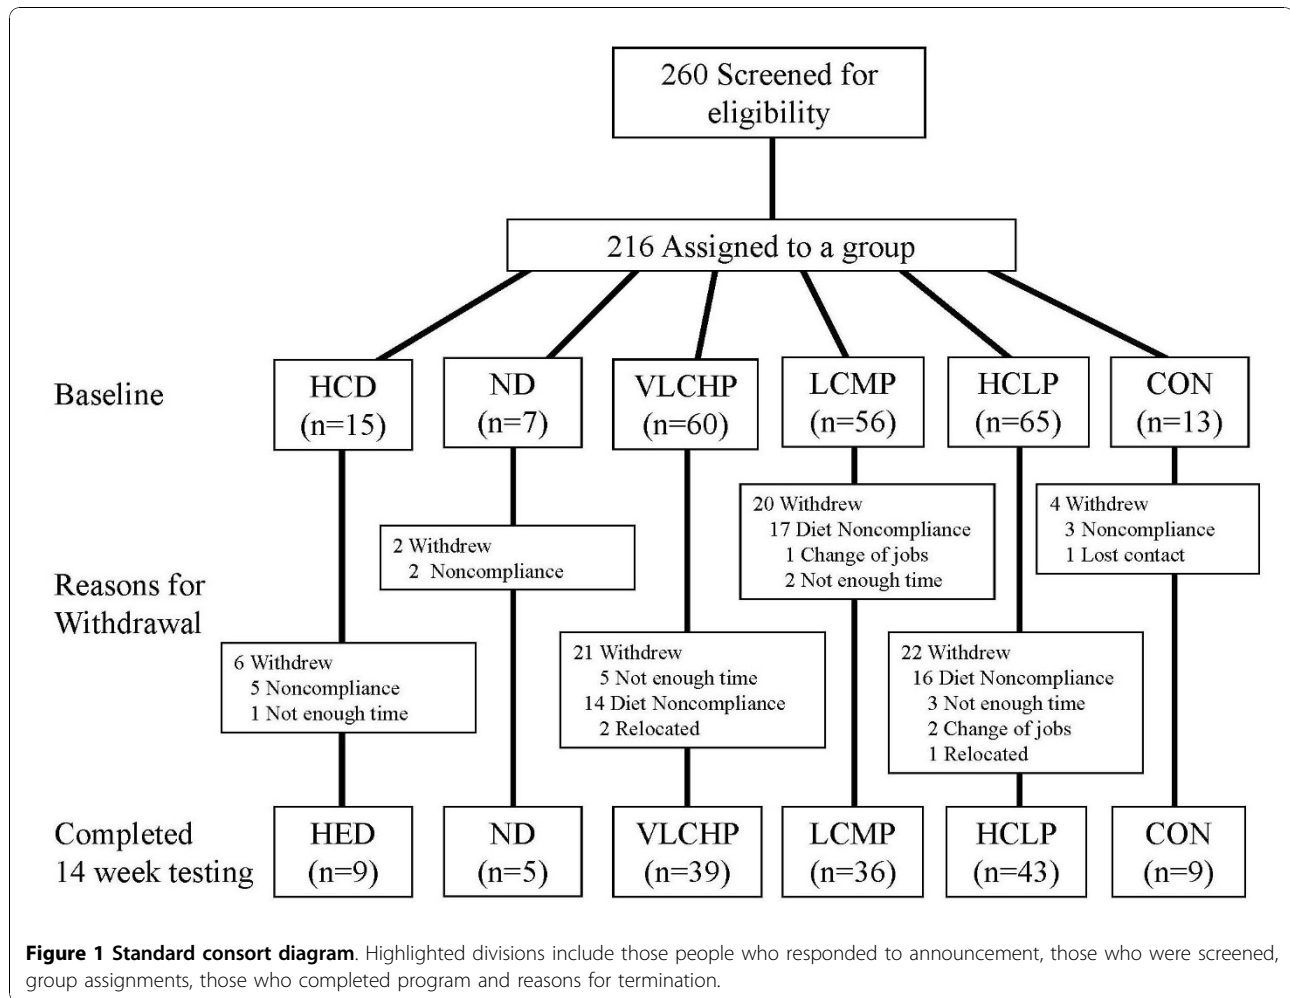 260 Screened for
eligibility
216 Assigned to a group
Baseline
HCD
(n=15)
ND
(n=7)
VLCHP
(n=60)
LCMP
(n=56)
HCLP
(n=65)
CON
(n=13)
Reasons for
Withdrawal
6 Withdrew
5 Noncompliance
1 Not enough time
2 Withdrew
2 Noncompliance
21 Withdrew
5 Not enough time
14 Diet Noncompliance
2 Relocated
20 Withdrew
17 Diet Noncompliance
1 Change of jobs
2 Not enough time
22 Withdrew
16 Diet Noncompliance
3 Not enough time
2 Change of jobs
1 Relocated
4 Withdrew
3 Noncompliance
1 Lost contact
Completed
14 week testing
HED
(n=9)
ND
(n=5)
VLCHP
(n=39)
LCMP
(n=36)
HCLP
(n=43)
CON
(n=9)
Figure 1 Standard consort diagram. Highlighted divisions include those people who responded to announcement, those who were screened,
group assignments, those who completed program and reasons for termination.